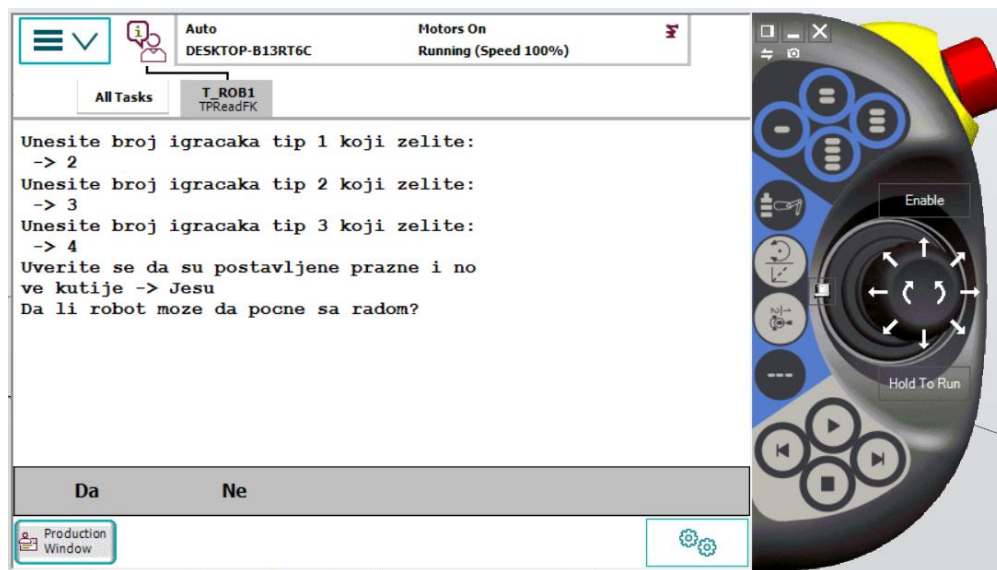 Auto
Motors On
DESKTOP-B13RT6C
Running (Speed 100%)
All Tasks
T_ROB1
TPReadFK
Unesite broj igracaka tip 1 koji zelite:
-> 2
Unesite broj igracaka tip 2 koji zelite:
-> 3
Unesite broj igracaka tip 3 koji zelite:
-> 4
Uverite se da su postavljene prazne i no
ve kutije -> Jesu
Da li robot moze da pocne sa radom?
Da
Ne
Production
Window
Enable
Hold To Run